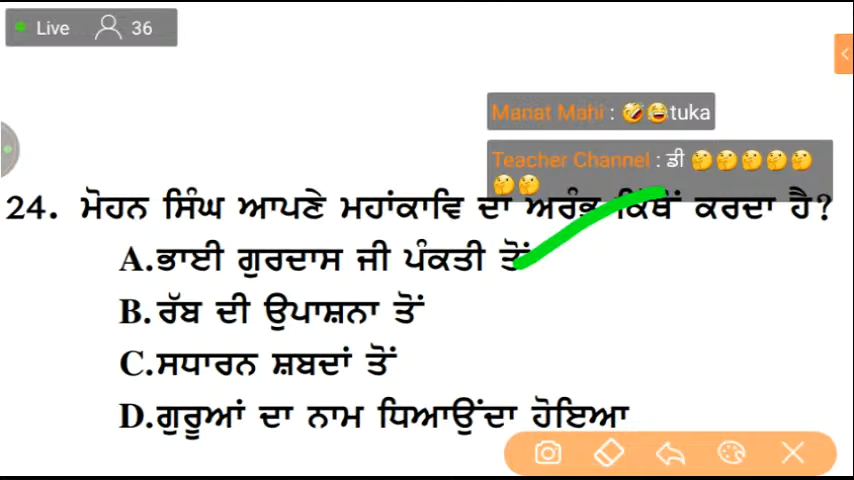 Live 36
Manat Mahi : 🤣😂tuka
Teacher Channel : ਡੀ 🤔🤔🤔🤔🤔
🤔🤔
24. ਮੋਹਨ ਸਿੰਘ ਆਪਣੇ ਮਹਾਂਕਾਵਿ ਦਾ ਅਰੰਭ ਕਿੱਥੋਂ ਕਰਦਾ ਹੈ?
A.ਭਾਈ ਗੁਰਦਾਸ ਜੀ ਪੰਕਤੀ ਤੋਂ
B.ਰੱਬ ਦੀ ਉਪਾਸ਼ਨਾ ਤੋਂ
C.ਸਧਾਰਨ ਸ਼ਬਦਾਂ ਤੋਂ
D.ਗੁਰੂਆਂ ਦਾ ਨਾਮ ਧਿਆਉਂਦਾ ਹੋਇਆ